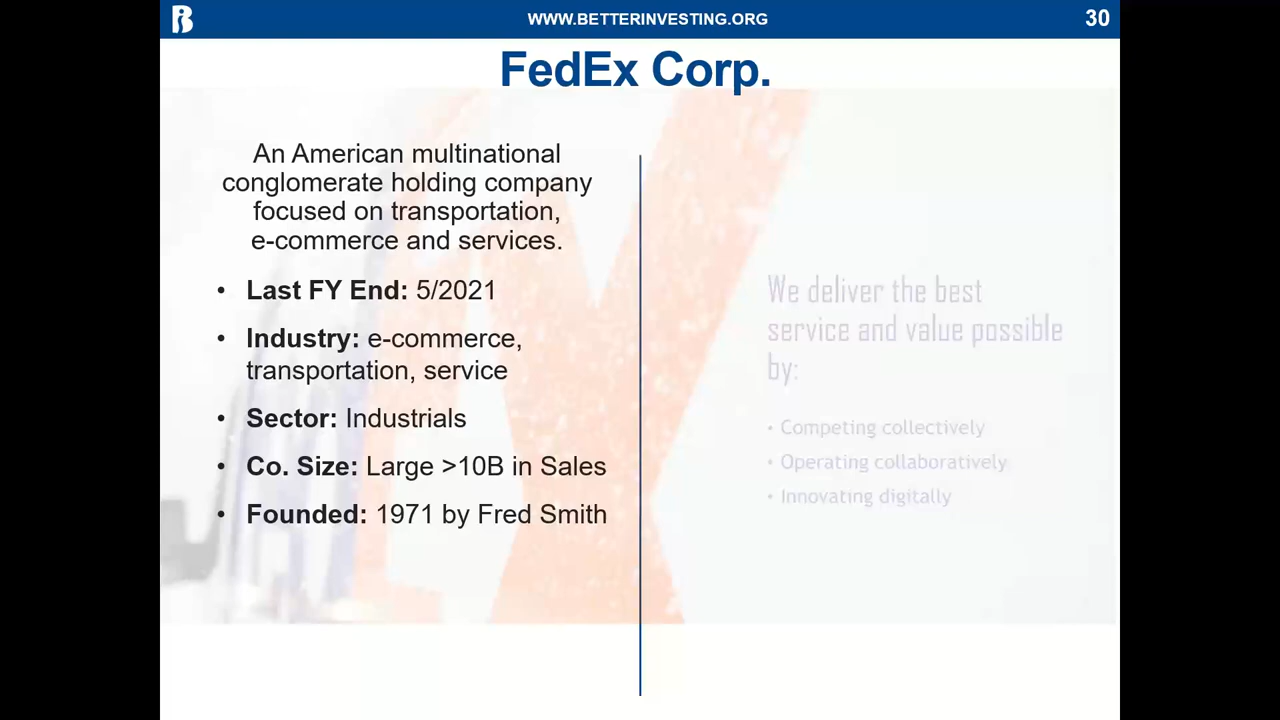 WWW.BETTERINVESTING.ORG
30
FedEx Corp.
An American multinational
conglomerate holding company
focused on transportation,
e-commerce and services.
• Last FY End: 5/2021
• Industry: e-commerce,
transportation, service
• Sector: Industrials
• Co. Size: Large >10B in Sales
• Founded: 1971 by Fred Smith
We deliver the best
service and value possible
by:
• Competing collectively
• Operating collaboratively
• Innovating digitally